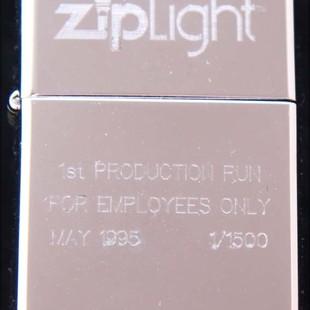 zipLight
1st PRODUCTION RUN
FOR EMPLOYEES ONLY
MAY 1995 1/1500